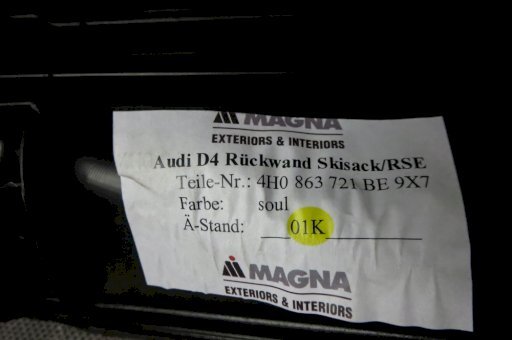 MAGNA
EXTERIORS & INTERIORS
Audi D4 Rückwand Skisack/RSE
Teile-Nr.: 4H0 863 721 BE 9X7
Farbe: soul
Ä-Stand: __01K__________
MAGNA
EXTERIORS & INTERIORS